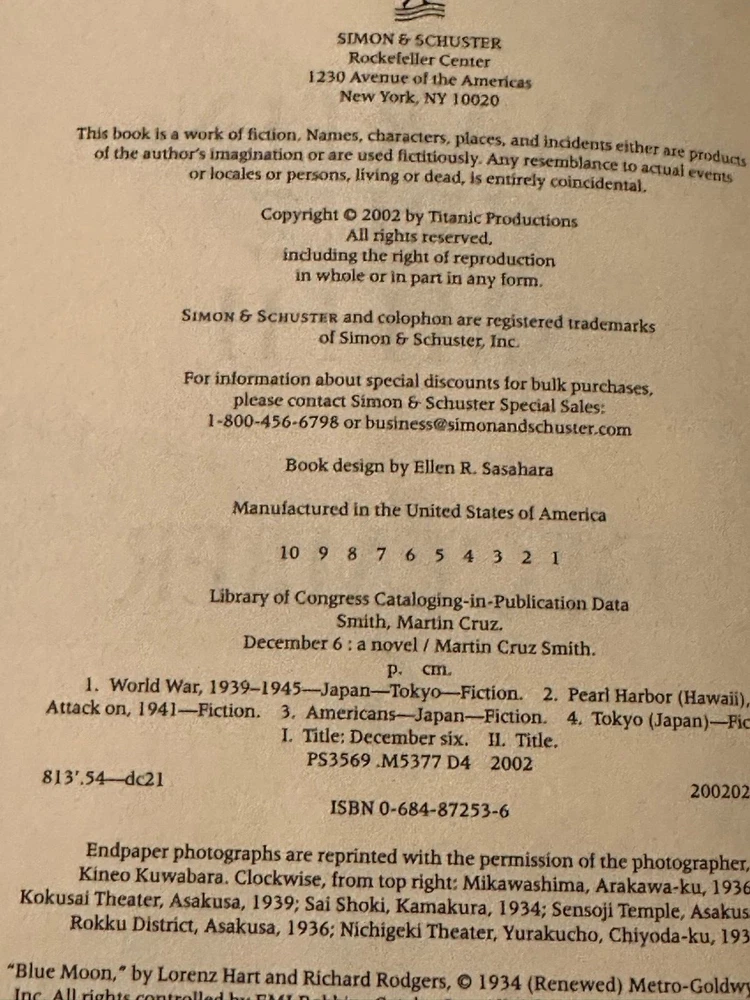 SIMON & SCHUSTER
Rockefeller Center
1230 Avenue of the Americas
New York, NY 10020
This book is a work of fiction. Names, characters, places, and incidents either are products
of the author's imagination or are used fictitiously. Any resemblance to actual events
or locales or persons, living or dead, is entirely coincidental.
Copyright © 2002 by Titanic Productions
All rights reserved,
including the right of reproduction
in whole or in part in any form.
SIMON & SCHUSTER and colophon are registered trademarks
of Simon & Schuster, Inc.
For information about special discounts for bulk purchases,
please contact Simon & Schuster Special Sales:
1-800-456-6798 or business@simonandschuster.com
Book design by Ellen R. Sasahara
Manufactured in the United States of America
10 9 8 7 6 5 4 3 2 1
Library of Congress Cataloging-in-Publication Data
Smith, Martin Cruz.
December 6 : a novel / Martin Cruz Smith.
p. cm.
1. World War, 1939–1945—Japan—Tokyo—Fiction. 2. Pearl Harbor (Hawaii),
Attack on, 1941—Fiction. 3. Americans—Japan—Fiction. 4. Tokyo (Japan)—Fic
I. Title: December six. II. Title.
PS3569 .M5377 D4 2002
813'.54—dc21 200202
ISBN 0-684-87253-6
Endpaper photographs are reprinted with the permission of the photographer,
Kineo Kuwabara. Clockwise, from top right: Mikawashima, Arakawa-ku, 1936
Kokusai Theater, Asakusa, 1939; Sai Shoki, Kamakura, 1934; Sensoji Temple, Asakus
Rokku District, Asakusa, 1936; Nichigeki Theater, Yurakucho, Chiyoda-ku, 193
"Blue Moon," by Lorenz Hart and Richard Rodgers, © 1934 (Renewed) Metro-Goldwy
Inc. All rights controlled by EMI